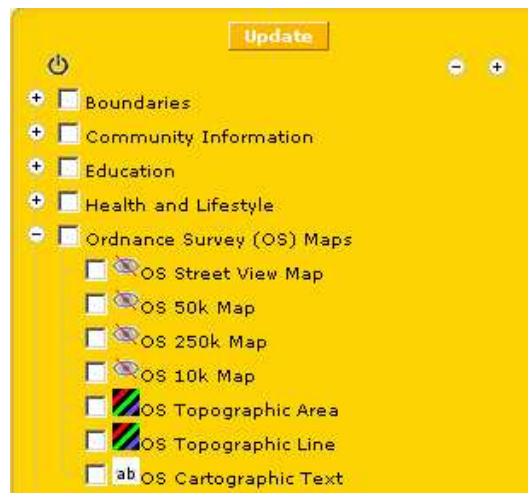 Update
Boundaries
Community Information
Education
Health and Lifestyle
Ordnance Survey (OS) Maps
OS Street View Map
OS 50k Map
OS 250k Map
OS 10k Map
OS Topographic Area
OS Topographic Line
ab OS Cartographic Text